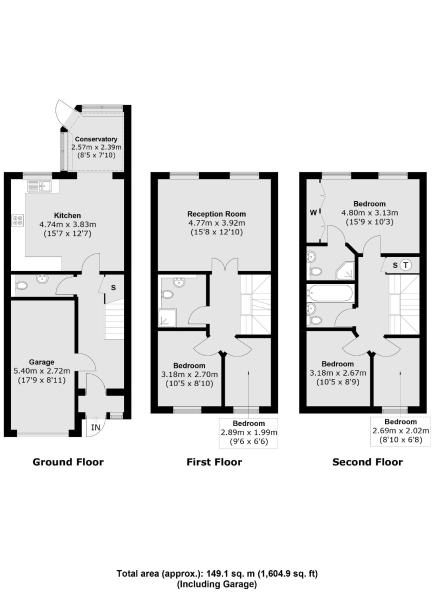 Conservatory
2.57m x 2.39m
(8'5 x 7'10)
Kitchen
4.74m x 3.83m
(15'7 x 12'7)
S
Garage
5.40m x 2.72m
(17'9 x 8'11)
IN
Ground Floor
Reception Room
4.77m x 3.92m
(15'8 x 12'10)
Bedroom
3.18m x 2.70m
(10'5 x 8'10)
Bedroom
2.89m x 1.99m
(9'6 x 6'6)
First Floor
W
Bedroom
4.80m x 3.13m
(15'9 x 10'3)
S
T
Bedroom
3.18m x 2.67m
(10'5 x 8'9)
Bedroom
2.69m x 2.02m
(8'10 x 6'8)
Second Floor
Total area (approx.): 149.1 sq. m (1,604.9 sq. ft)
(Including Garage)